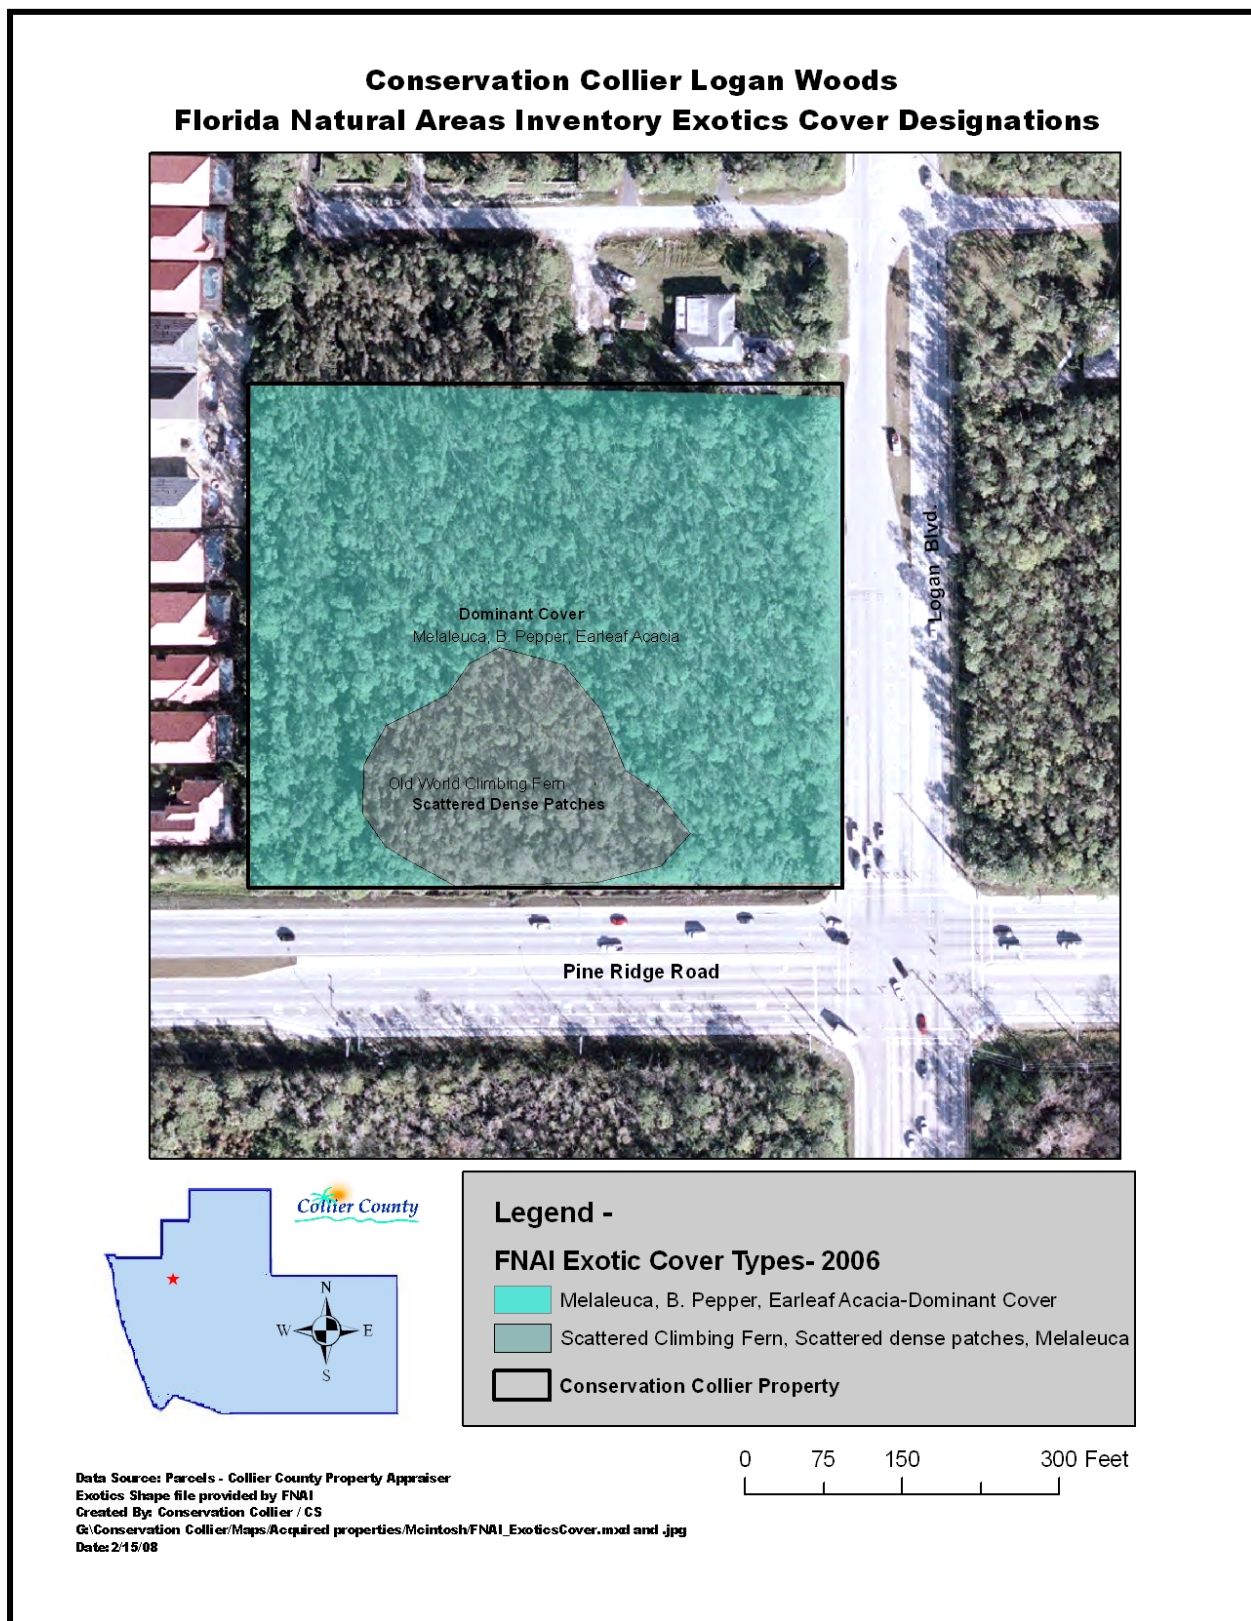 Conservation Collier Logan Woods
Florida Natural Areas Inventory Exotics Cover Designations
Logan Blvd.
Dominant Cover
Melaleuca, B. Pepper, Earleaf Acacia
Old World Climbing Fern
Scattered Dense Patches
Pine Ridge Road
Collier County
N
W
E
S
Legend -
FNAI Exotic Cover Types- 2006
Melaleuca, B. Pepper, Earleaf Acacia-Dominant Cover
Scattered Climbing Fern, Scattered dense patches, Melaleuca
Conservation Collier Property
0 75 150 300 Feet
Data Source: Parcels - Collier County Property Appraiser
Exotics Shape file provided by FNAI
Created By: Conservation Collier / CS
G:\Conservation Collier/Maps/Acquired properties/Mcintosh/FNAI_ExoticsCover.mxd and .jpg
Date: 2/15/08